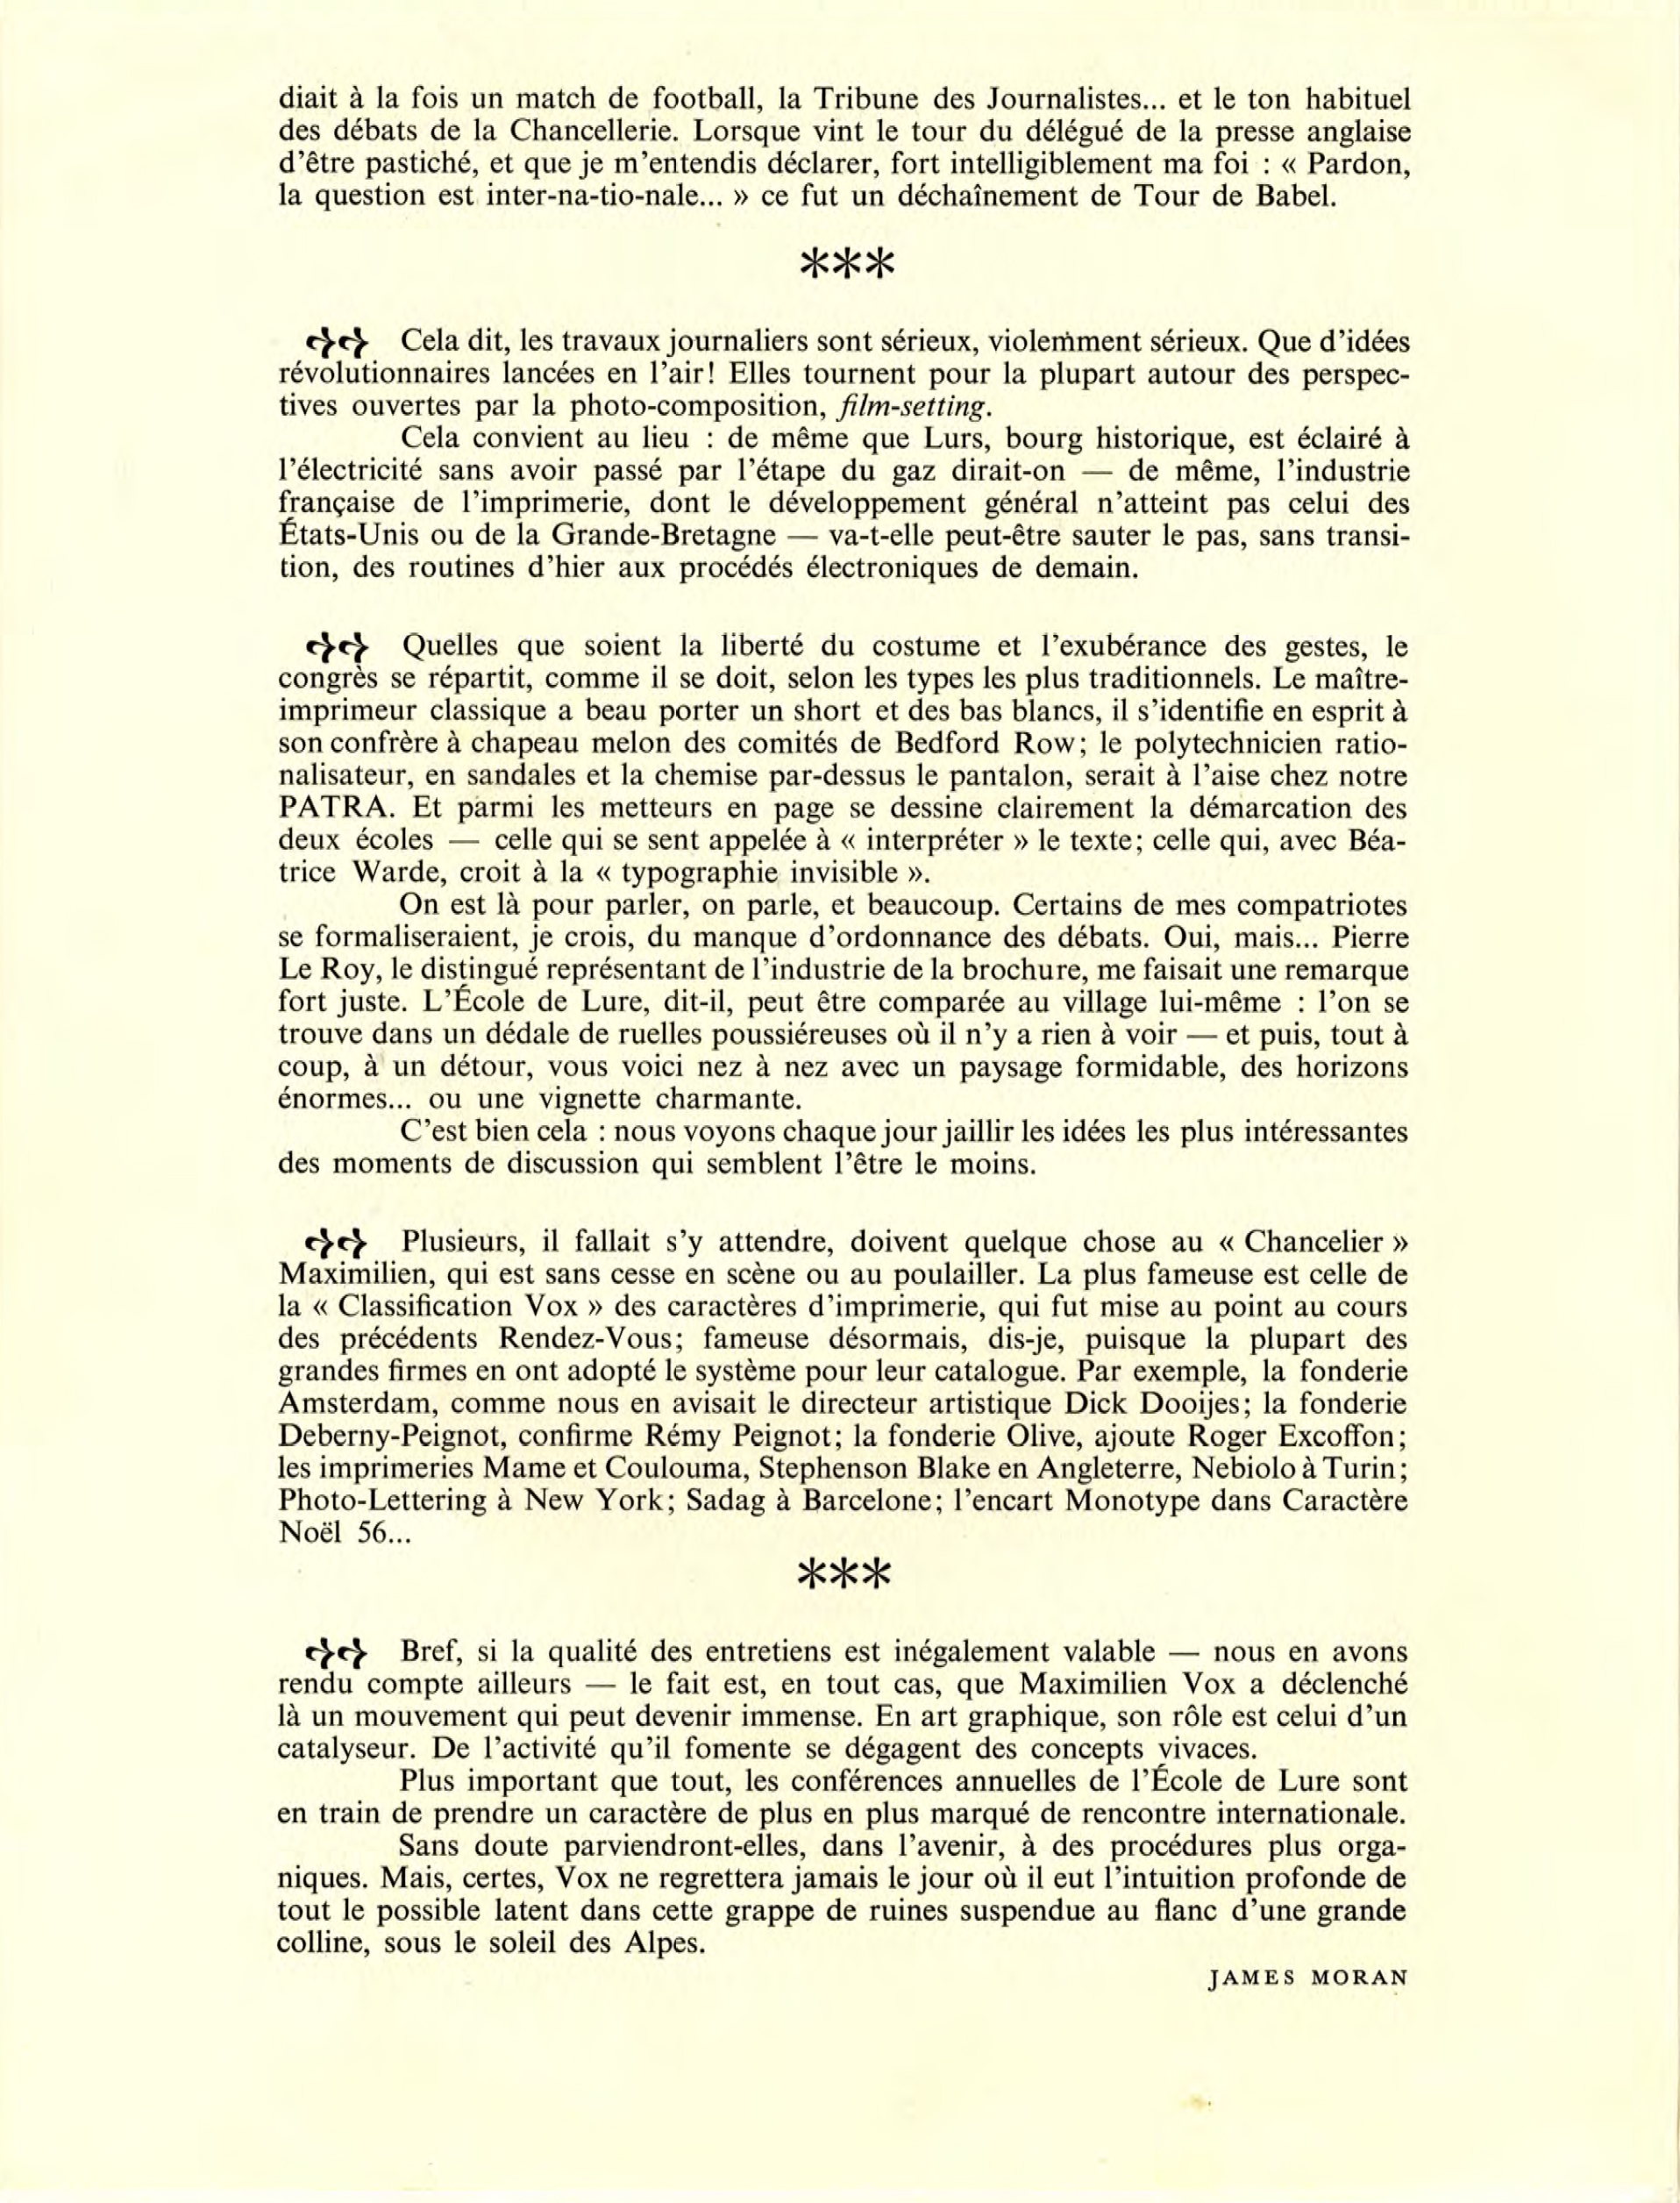 diait à la fois un match de football, la Tribune des Journalistes... et le ton habituel
des débats de la Chancellerie. Lorsque vint le tour du délégué de la presse anglaise
d'être pastiché, et que je m'entendis déclarer, fort intelligiblement ma foi : « Pardon,
la question est inter-na-tio-nale... » ce fut un déchaînement de Tour de Babel.
***
Cela dit, les travaux journaliers sont sérieux, violemment sérieux. Que d'idées
révolutionnaires lancées en l'air! Elles tournent pour la plupart autour des perspec-
tives ouvertes par la photo-composition, film-setting.
Cela convient au lieu : de même que Lurs, bourg historique, est éclairé à
l'électricité sans avoir passé par l'étape du gaz dirait-on — de même, l'industrie
française de l'imprimerie, dont le développement général n'atteint pas celui des
États-Unis ou de la Grande-Bretagne — va-t-elle peut-être sauter le pas, sans transi-
tion, des routines d'hier aux procédés électroniques de demain.
Quelles que soient la liberté du costume et l'exubérance des gestes, le
congrès se répartit, comme il se doit, selon les types les plus traditionnels. Le maître-
imprimeur classique a beau porter un short et des bas blancs, il s'identifie en esprit à
son confrère à chapeau melon des comités de Bedford Row; le polytechnicien ratio-
nalisateur, en sandales et la chemise par-dessus le pantalon, serait à l'aise chez notre
PATRA. Et parmi les metteurs en page se dessine clairement la démarcation des
deux écoles — celle qui se sent appelée à « interpréter » le texte; celle qui, avec Béa-
trice Warde, croit à la « typographie invisible ».
On est là pour parler, on parle, et beaucoup. Certains de mes compatriotes
se formaliseraient, je crois, du manque d'ordonnance des débats. Oui, mais... Pierre
Le Roy, le distingué représentant de l'industrie de la brochure, me faisait une remarque
fort juste. L'École de Lure, dit-il, peut être comparée au village lui-même : l'on se
trouve dans un dédale de ruelles poussiéreuses où il n'y a rien à voir — et puis, tout à
coup, à un détour, vous voici nez à nez avec un paysage formidable, des horizons
énormes... ou une vignette charmante.
C'est bien cela : nous voyons chaque jour jaillir les idées les plus intéressantes
des moments de discussion qui semblent l'être le moins.
Plusieurs, il fallait s'y attendre, doivent quelque chose au « Chancelier »
Maximilien, qui est sans cesse en scène ou au poulailler. La plus fameuse est celle de
la « Classification Vox » des caractères d'imprimerie, qui fut mise au point au cours
des précédents Rendez-Vous; fameuse désormais, dis-je, puisque la plupart des
grandes firmes en ont adopté le système pour leur catalogue. Par exemple, la fonderie
Amsterdam, comme nous en avisait le directeur artistique Dick Dooijes; la fonderie
Deberny-Peignot, confirme Rémy Peignot; la fonderie Olive, ajoute Roger Excoffon;
les imprimeries Mame et Coulouma, Stephenson Blake en Angleterre, Nebiolo à Turin;
Photo-Lettering à New York; Sadag à Barcelone; l'encart Monotype dans Caractère
Noël 56...
***
Bref, si la qualité des entretiens est inégalement valable — nous en avons
rendu compte ailleurs — le fait est, en tout cas, que Maximilien Vox a déclenché
là un mouvement qui peut devenir immense. En art graphique, son rôle est celui d'un
catalyseur. De l'activité qu'il fomente se dégagent des concepts vivaces.
Plus important que tout, les conférences annuelles de l'École de Lure sont
en train de prendre un caractère de plus en plus marqué de rencontre internationale.
Sans doute parviendront-elles, dans l'avenir, à des procédures plus orga-
niques. Mais, certes, Vox ne regrettera jamais le jour où il eut l'intuition profonde de
tout le possible latent dans cette grappe de ruines suspendue au flanc d'une grande
colline, sous le soleil des Alpes.
JAMES MORAN